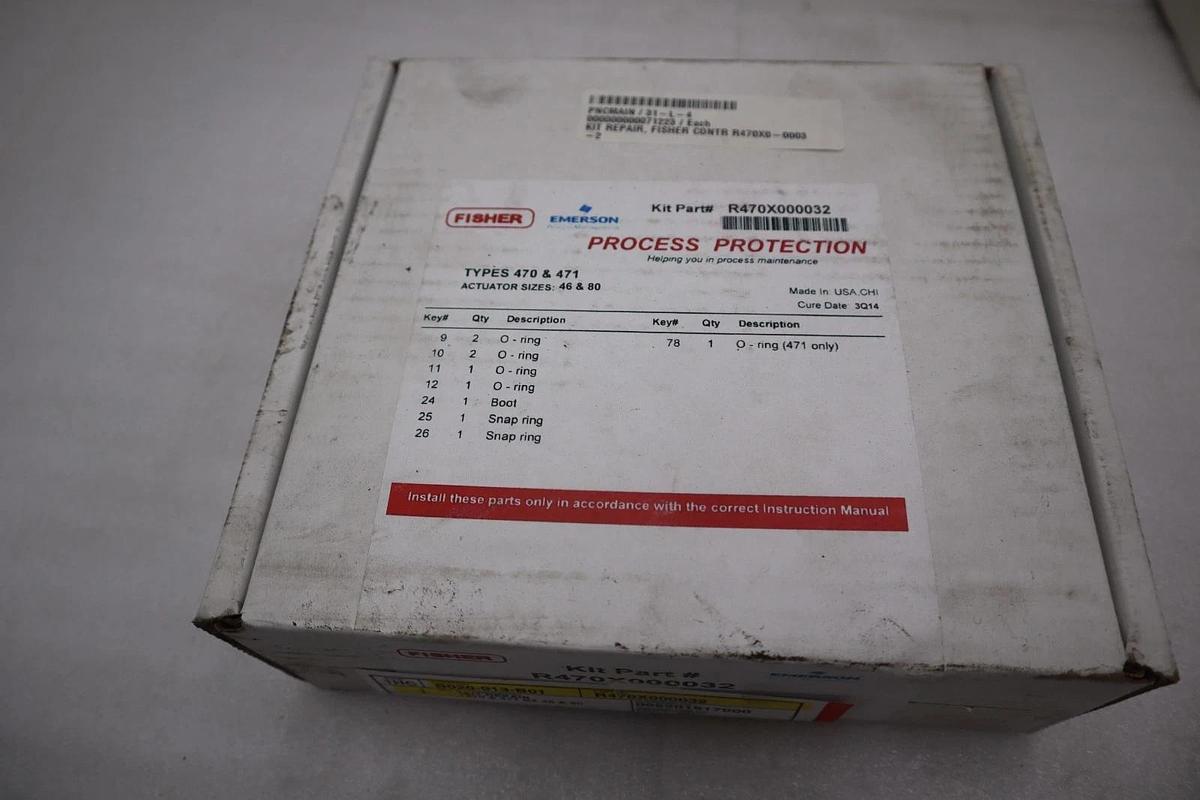 PNCMAIN / 31-L-4
000000000071223 / Each
KIT REPAIR, FISHER CONTR R470X0-0003
-2
FISHER
EMERSON
Kit Part# R470X000032
PROCESS PROTECTION
Helping you in process maintenance
TYPES 470 & 471
ACTUATOR SIZES: 46 & 80
Made In: USA,CHI
Cure Date: 3Q14
Key# Qty Description Key# Qty Description
9 2 O - ring 78 1 O - ring (471 only)
10 2 O - ring
11 1 O - ring
12 1 O - ring
24 1 Boot
25 1 Snap ring
26 1 Snap ring
Install these parts only in accordance with the correct Instruction Manual
FISHER
Kit Part #
EMERSON
R470X000032
R470X000032